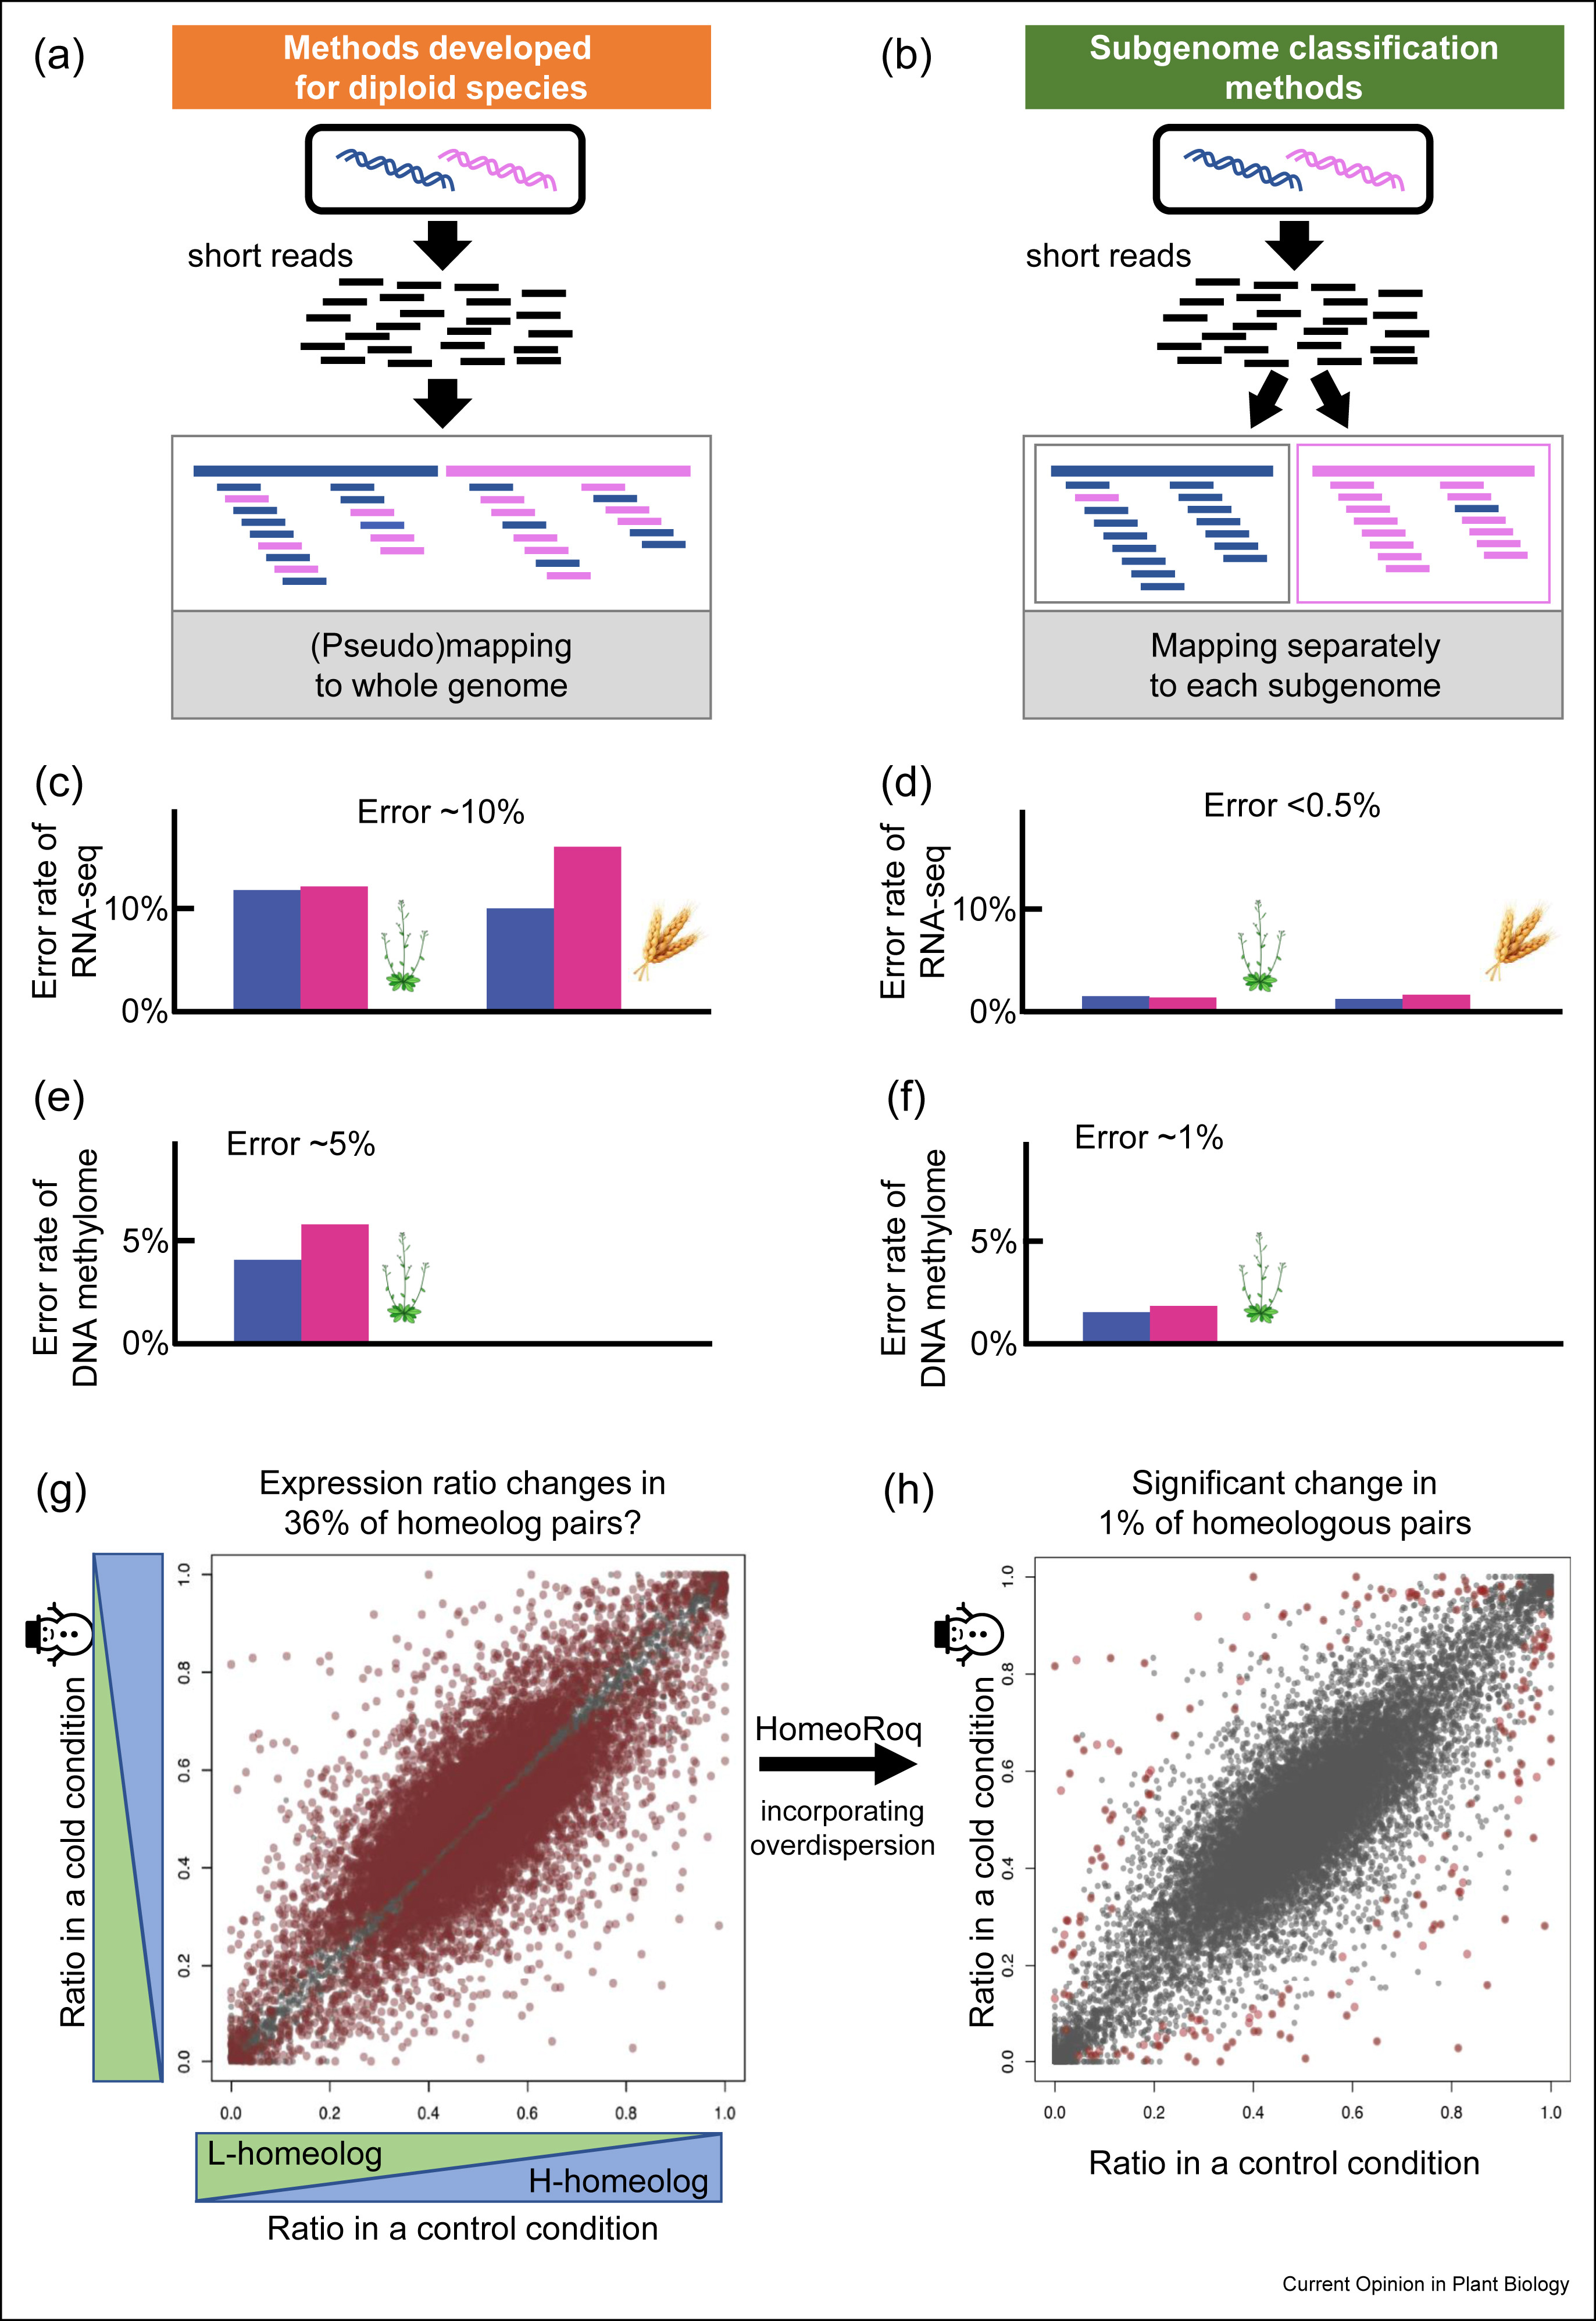 (a)
Methods developed
for diploid species
short reads
(Pseudo)mapping
to whole genome
(b)
Subgenome classification
methods
short reads
Mapping separately
to each subgenome
(c)
Error rate of
RNA-seq
Error ~10%
10%
0%
(d)
Error rate of
RNA-seq
Error <0.5%
10%
0%
(e)
Error rate of
DNA methylome
Error ~5%
5%
0%
(f)
Error rate of
DNA methylome
Error ~1%
5%
0%
(g)
Expression ratio changes in
36% of homeolog pairs?
Ratio in a cold condition
1.0
0.8
0.6
0.4
0.2
0.0
0.0 0.2 0.4 0.6 0.8 1.0
L-homeolog
H-homeolog
Ratio in a control condition
HomeoRoq
incorporating
overdispersion
(h)
Significant change in
1% of homeologous pairs
Ratio in a cold condition
1.0
0.8
0.6
0.4
0.2
0.0
0.0 0.2 0.4 0.6 0.8 1.0
Ratio in a control condition
Current Opinion in Plant Biology